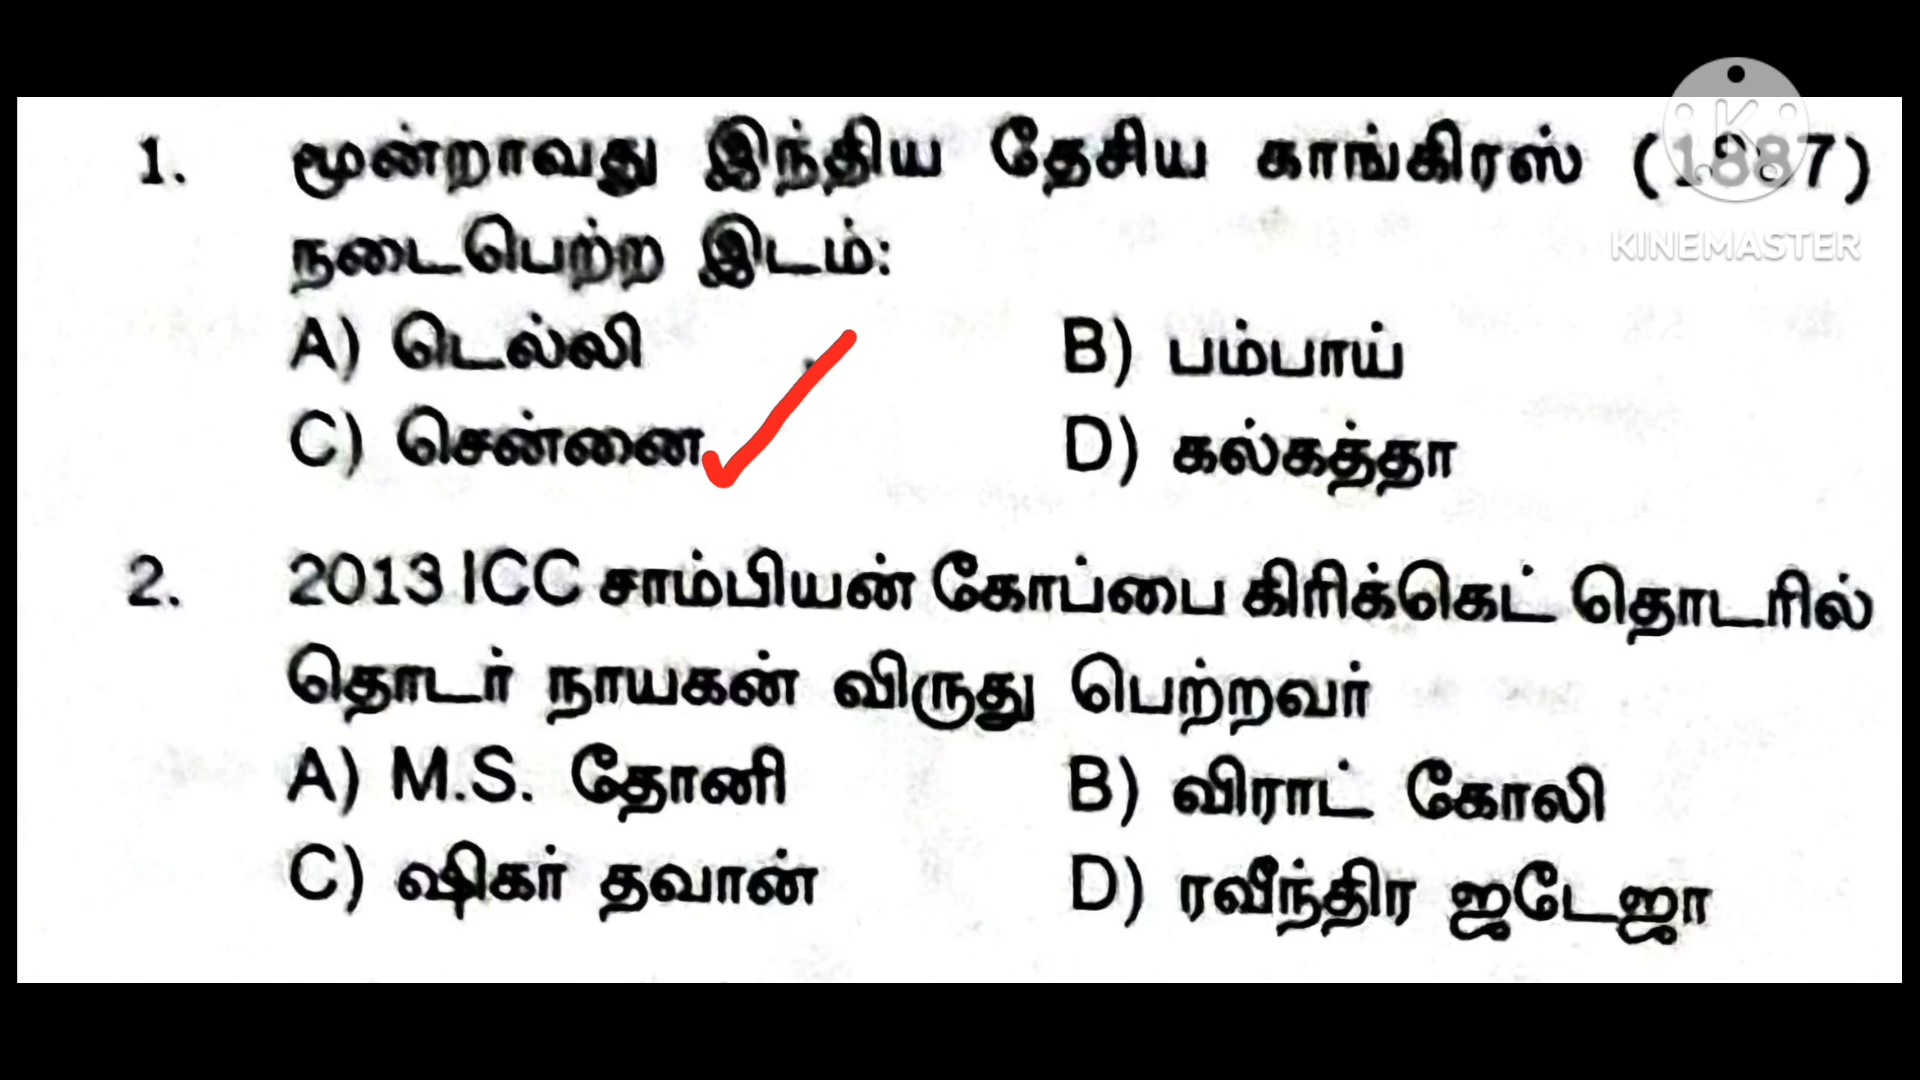 1. மூன்றாவது இந்திய தேசிய காங்கிரஸ் (1887)
நடைபெற்ற இடம்:
A) டெல்லி B) பம்பாய்
C) சென்னை D) கல்கத்தா
2. 2013 ICC சாம்பியன் கோப்பை கிரிக்கெட் தொடரில்
தொடர் நாயகன் விருது பெற்றவர்
A) M.S. தோனி B) விராட் கோலி
C) ஷிகர் தவான் D) ரவீந்திர ஜடேஜா
K
KINEMASTER